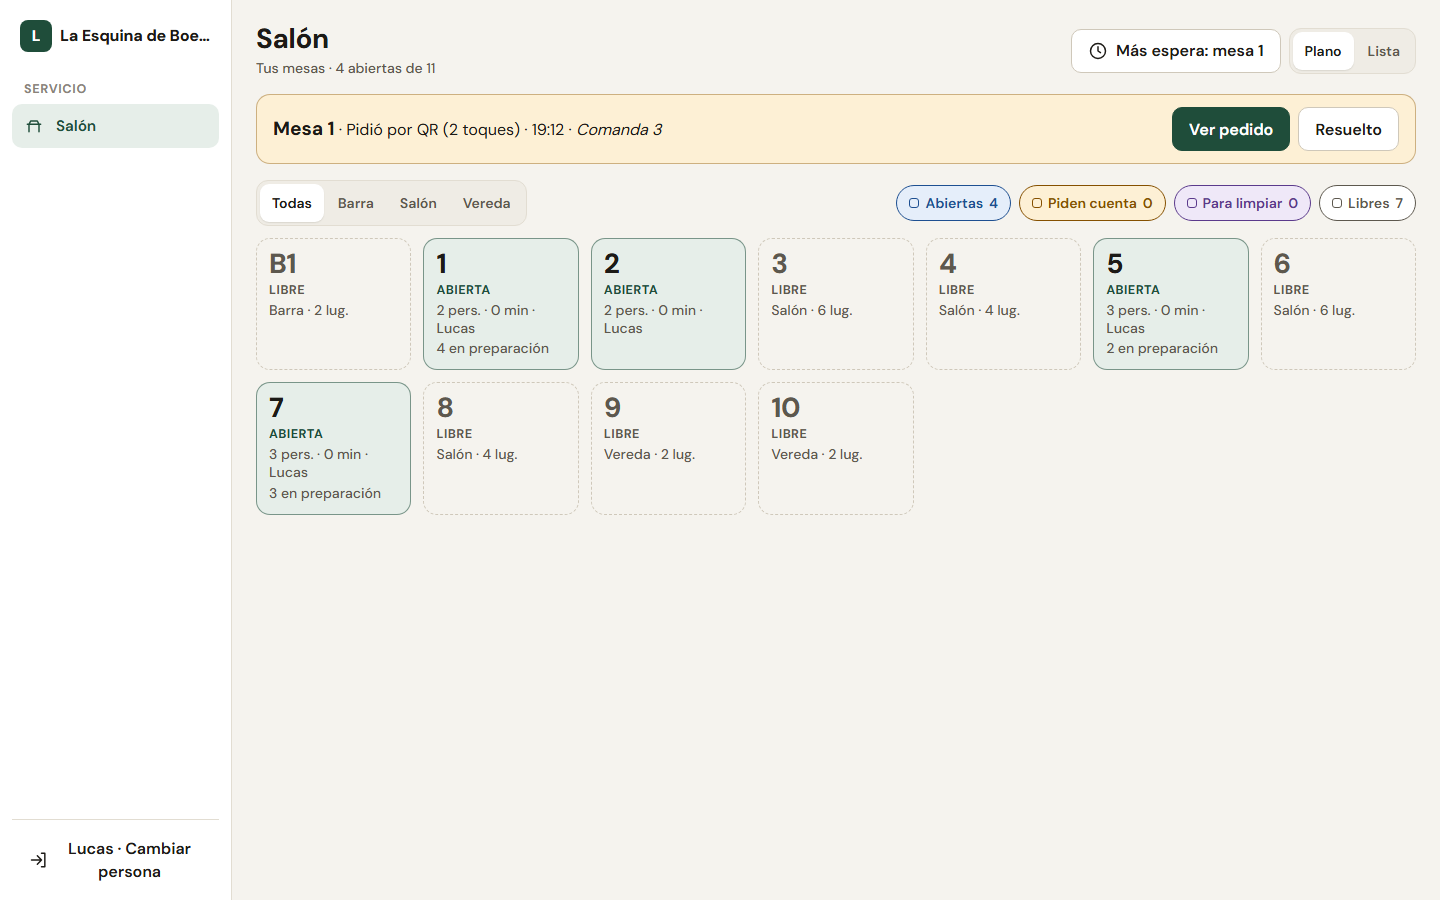 L La Esquina de Boe...
SERVICIO
Salón
Lucas · Cambiar
persona
Salón
Tus mesas · 4 abiertas de 11
Más espera: mesa 1
Plano Lista
Mesa 1 · Pidió por QR (2 toques) · 19:12 · Comanda 3
Ver pedido Resuelto
Todas Barra Salón Vereda
Abiertas 4 Piden cuenta 0 Para limpiar 0 Libres 7
B1
LIBRE
Barra · 2 lug.
1
ABIERTA
2 pers. · 0 min ·
Lucas
4 en preparación
2
ABIERTA
2 pers. · 0 min ·
Lucas
3
LIBRE
Salón · 6 lug.
4
LIBRE
Salón · 4 lug.
5
ABIERTA
3 pers. · 0 min ·
Lucas
2 en preparación
6
LIBRE
Salón · 6 lug.
7
ABIERTA
3 pers. · 0 min ·
Lucas
3 en preparación
8
LIBRE
Salón · 4 lug.
9
LIBRE
Vereda · 2 lug.
10
LIBRE
Vereda · 2 lug.